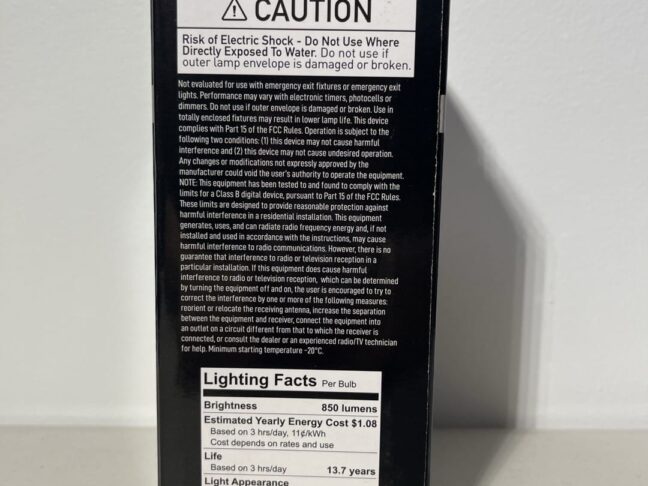 ⚠ CAUTION
Risk of Electric Shock - Do Not Use Where
Directly Exposed To Water. Do not use if
outer lamp envelope is damaged or broken.
Not evaluated for use with emergency exit fixtures or emergency exit
lights. Performance may vary with electronic timers, photocells or
dimmers. Do not use if outer envelope is damaged or broken. Use in
totally enclosed fixtures may result in lower lamp life. This device
complies with Part 15 of the FCC Rules. Operation is subject to the
following two conditions: (1) this device may not cause harmful
interference and (2) this device may not cause undesired operation.
Any changes or modifications not expressly approved by the
manufacturer could void the user's authority to operate the equipment.
NOTE: This equipment has been tested to and found to comply with the
limits for a Class B digital device, pursuant to Part 15 of the FCC Rules.
These limits are designed to provide reasonable protection against
harmful interference in a residential installation. This equipment
generates, uses, and can radiate radio frequency energy and, if not
installed and used in accordance with the instructions, may cause
harmful interference to radio communications. However, there is no
guarantee that interference to radio or television reception in a
particular installation. If this equipment does cause harmful
interference to radio or television reception, which can be determined
by turning the equipment off and on, the user is encouraged to try to
correct the interference by one or more of the following measures:
reorient or relocate the receiving antenna, increase the separation
between the equipment and receiver, connect the equipment into
an outlet on a circuit different from that to which the receiver is
connected, or consult the dealer or an experienced radio/TV technician
for help. Minimum starting temperature -20°C.
Lighting Facts Per Bulb
Brightness 850 lumens
Estimated Yearly Energy Cost $1.08
Based on 3 hrs/day, 11¢/kWh
Cost depends on rates and use
Life
Based on 3 hrs/day 13.7 years
Light Appearance